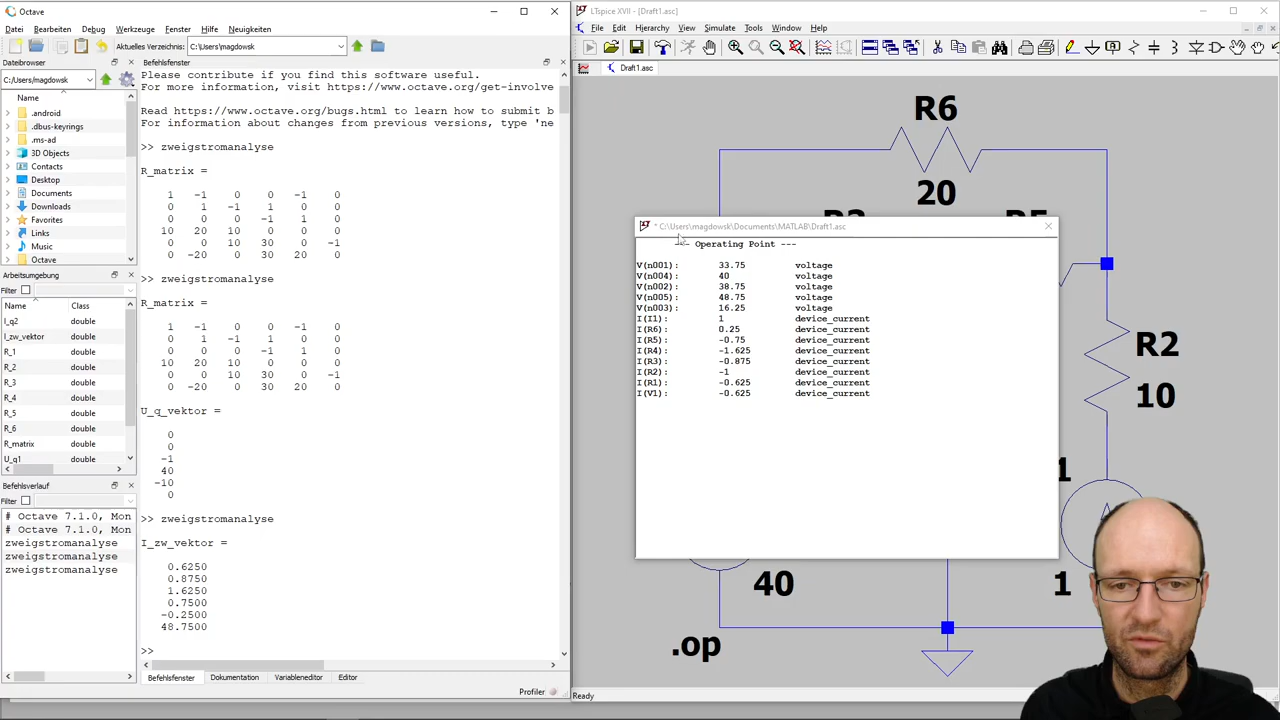 Octave
Datei Bearbeiten Debug Werkzeuge Fenster Hilfe Neuigkeiten
Aktuelles Verzeichnis: C:\Users\magdowsk
Dateibrowser
C:/Users/magdowsk
Name
.android
.dbus-keyrings
.ms-ad
3D Objects
Contacts
Desktop
Documents
Downloads
Favorites
Links
Music
Octave
Arbeitsumgebung
Filter
Name Class
I_q2 double
I_zw_vektor double
R_1 double
R_2 double
R_3 double
R_4 double
R_5 double
R_6 double
R_matrix double
U_q1 double
Befehlsverlauf
Filter
# Octave 7.1.0, Mon
# Octave 7.1.0, Mon
zweigstromanalyse
zweigstromanalyse
zweigstromanalyse
Befehlsfenster
Please contribute if you find this software useful.
For more information, visit https://www.octave.org/get-involve
Read https://www.octave.org/bugs.html to learn how to submit b
For information about changes from previous versions, type 'ne
>> zweigstromanalyse
R_matrix =
1 -1 0 0 -1 0
0 1 -1 1 0 0
0 0 0 -1 1 0
10 20 10 0 0 0
0 0 10 30 0 -1
0 -20 0 30 20 0
>> zweigstromanalyse
R_matrix =
1 -1 0 0 -1 0
0 1 -1 1 0 0
0 0 0 -1 1 0
10 20 10 0 0 0
0 0 10 30 0 -1
0 -20 0 30 20 0
U_q_vektor =
0
0
-1
40
-10
0
>> zweigstromanalyse
I_zw_vektor =
0.6250
0.8750
1.6250
0.7500
-0.2500
48.7500
>>
Befehlsfenster Dokumentation Variableneditor Editor
Profiler
LTspice XVII - [Draft1.asc]
File Edit Hierarchy View Simulate Tools Window Help
Draft1.asc
R6
20
R2
10
1
1
40
.op
* C:\Users\magdowsk\Documents\MATLAB\Draft1.asc
--- Operating Point ---
V(n001): 33.75 voltage
V(n004): 40 voltage
V(n002): 38.75 voltage
V(n005): 48.75 voltage
V(n003): 16.25 voltage
I(I1): 1 device_current
I(R6): 0.25 device_current
I(R5): -0.75 device_current
I(R4): -1.625 device_current
I(R3): -0.875 device_current
I(R2): -1 device_current
I(R1): -0.625 device_current
I(V1): -0.625 device_current
Ready